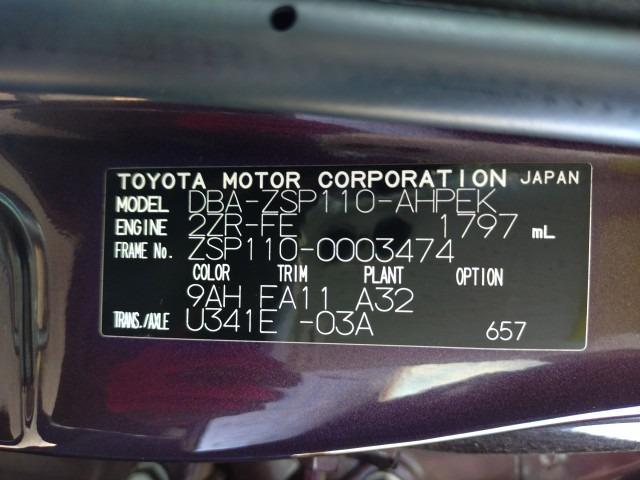 TOYOTA MOTOR CORPORATION JAPAN
MODEL DBA-ZSP110-AHPEK
ENGINE 2ZR-FE 1797 mL
FRAME No. ZSP110-0003474
COLOR TRIM PLANT OPTION
9AH FA11 A32
TRANS./AXLE U341E -03A 657